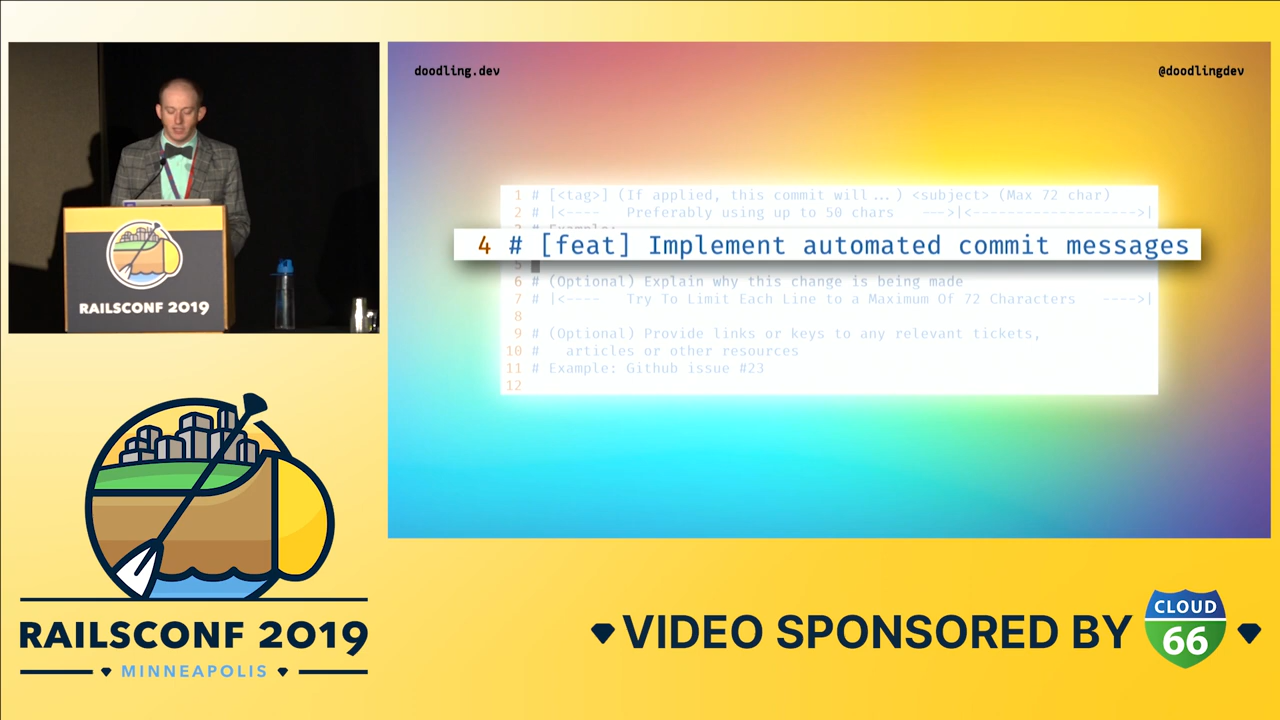 doodling.dev
@doodlingdev
1 # [<tag>] (If applied, this commit will...) <subject> (Max 72 char)
2 # |<---- Preferably using up to 50 chars --->|<------------------->|
3 # Example:
4 # [feat] Implement automated commit messages
5
6 # (Optional) Explain why this change is being made
7 # |<---- Try To Limit Each Line to a Maximum Of 72 Characters ---->|
8
9 # (Optional) Provide links or keys to any relevant tickets,
10 # articles or other resources
11 # Example: Github issue #23
12
RAILSCONF 2019
RAILSCONF 2019
MINNEAPOLIS
VIDEO SPONSORED BY
CLOUD
66